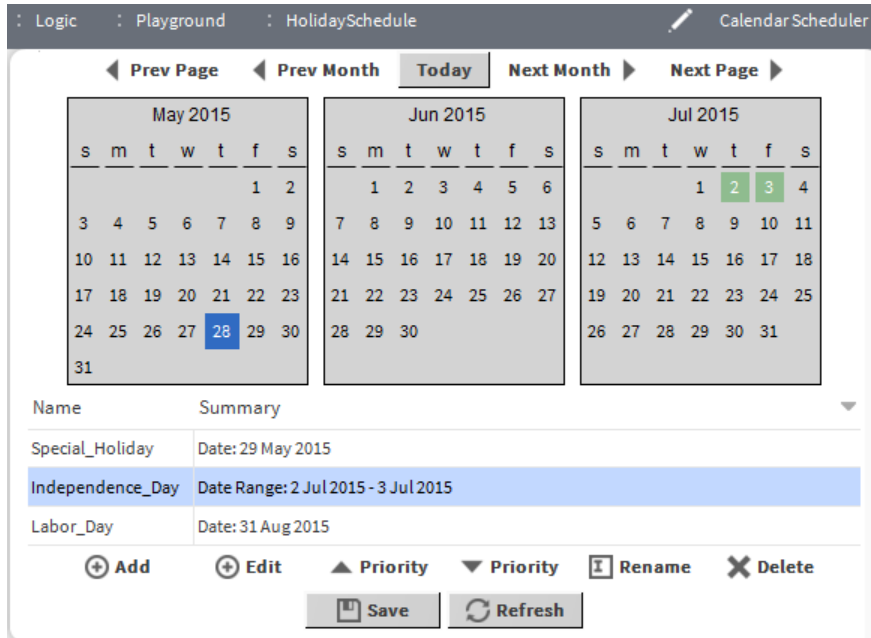 : Logic : Playground : HolidaySchedule Calendar Scheduler
Prev Page Prev Month Today Next Month Next Page
May 2015 Jun 2015 Jul 2015
s m t w t f s s m t w t f s s m t w t f s
1 2 1 2 3 4 5 6 1 2 3 4
3 4 5 6 7 8 9 7 8 9 10 11 12 13 5 6 7 8 9 10 11
10 11 12 13 14 15 16 14 15 16 17 18 19 20 12 13 14 15 16 17 18
17 18 19 20 21 22 23 21 22 23 24 25 26 27 19 20 21 22 23 24 25
24 25 26 27 28 29 30 28 29 30 26 27 28 29 30 31
31
Name Summary
Special_Holiday Date: 29 May 2015
Independence_Day Date Range: 2 Jul 2015 - 3 Jul 2015
Labor_Day Date: 31 Aug 2015
Add Edit Priority Priority Rename Delete
Save Refresh